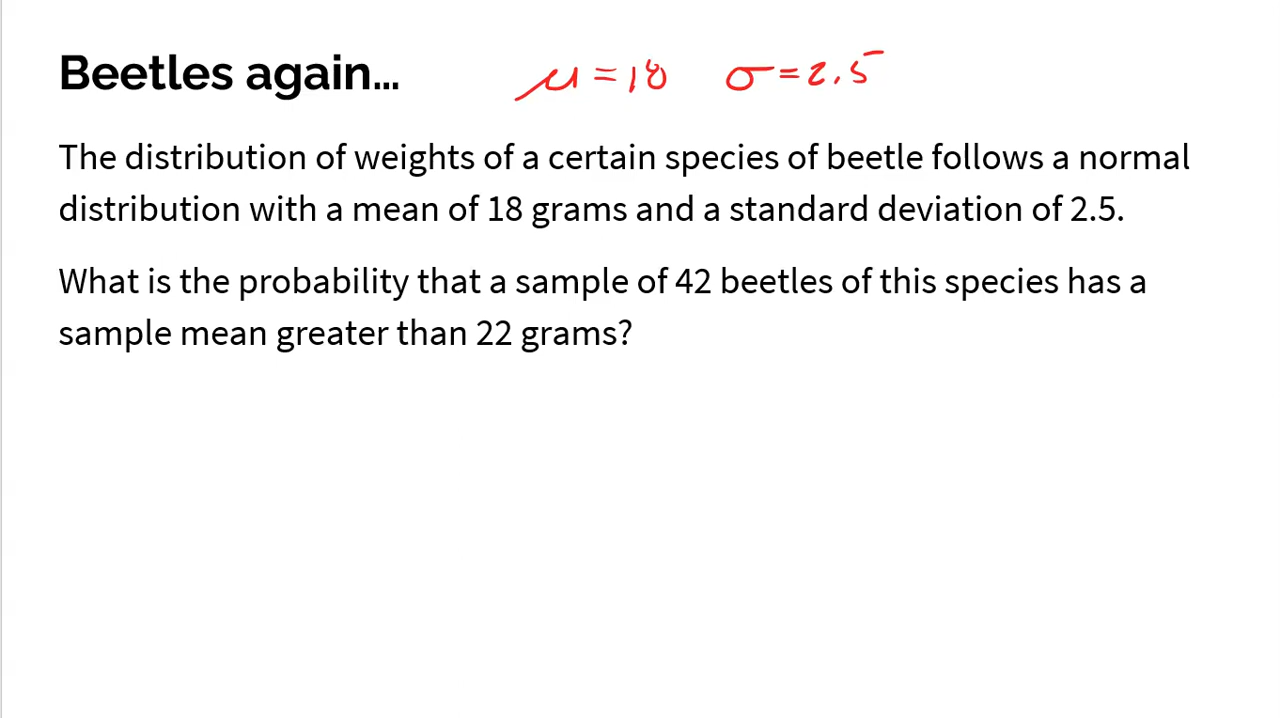 Beetles again... μ = 18 σ = 2.5
The distribution of weights of a certain species of beetle follows a normal
distribution with a mean of 18 grams and a standard deviation of 2.5.
What is the probability that a sample of 42 beetles of this species has a
sample mean greater than 22 grams?